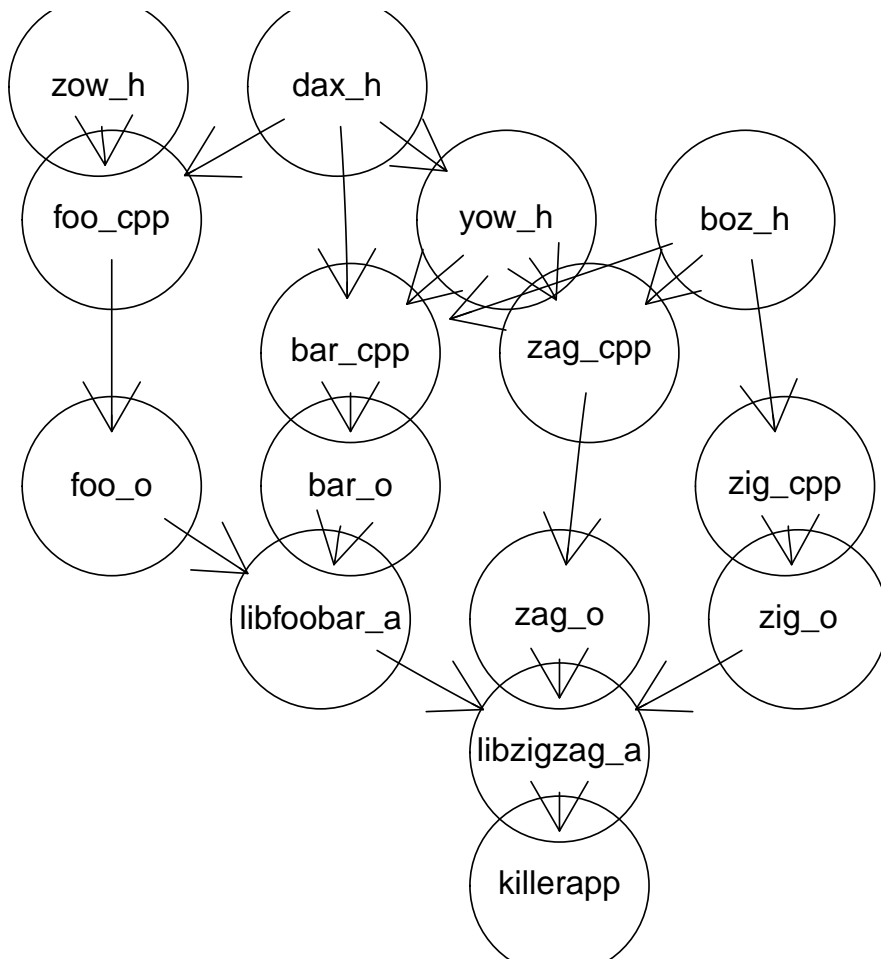 zow_h
dax_h
foo_cpp
yow_h
boz_h
bar_cpp
zag_cpp
foo_o
bar_o
zig_cpp
libfoobar_a
zag_o
zig_o
libzigzag_a
killerapp